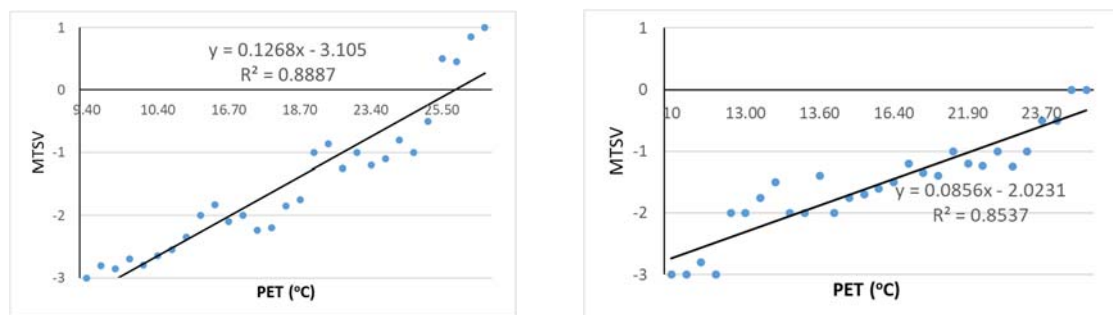 1
y = 0.1268x - 3.105
R² = 0.8887
0
9.40 10.40 16.70 18.70 23.40 25.50
MTSV
-1
-2
-3
PET (°C)
1
0
10 13.00 13.60 16.40 21.90 23.70
MTSV
-1
y = 0.0856x - 2.0231
R² = 0.8537
-2
-3
PET (°C)